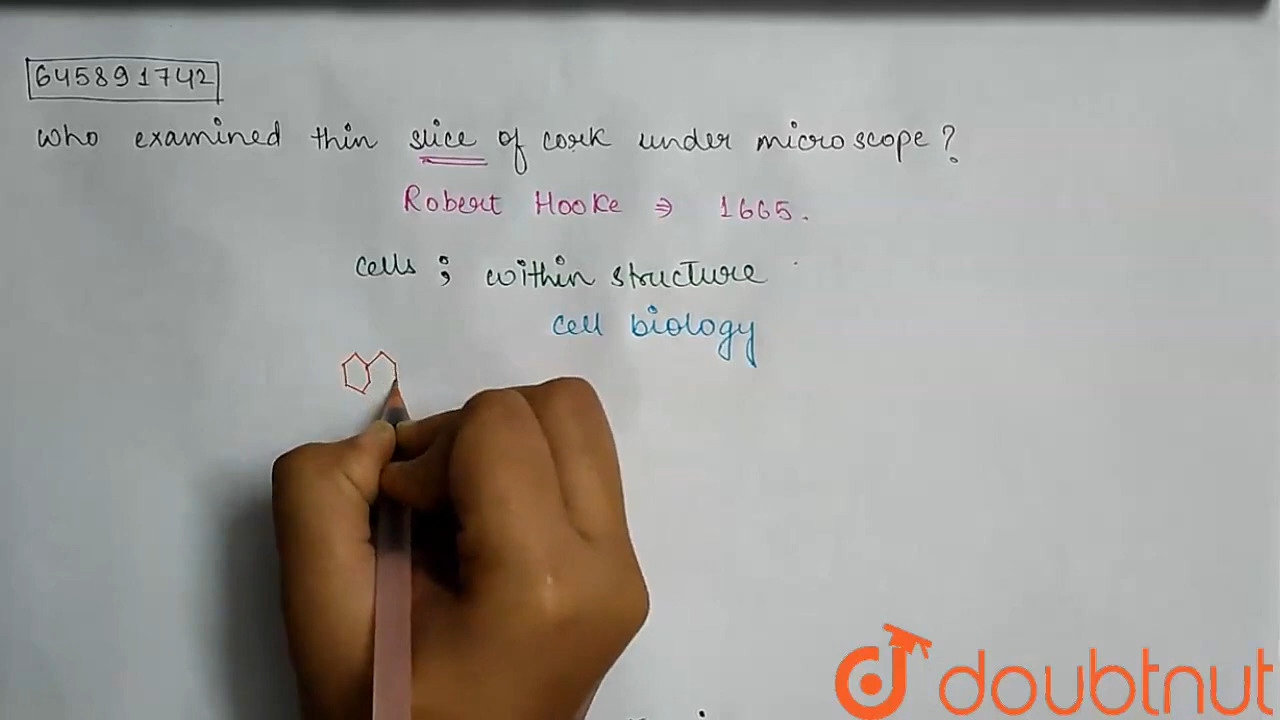 645891742
who examined thin slice of cork under microscope?
Robert Hooke ⇒ 1665.
cells ; within structure
cell biology
doubtnut